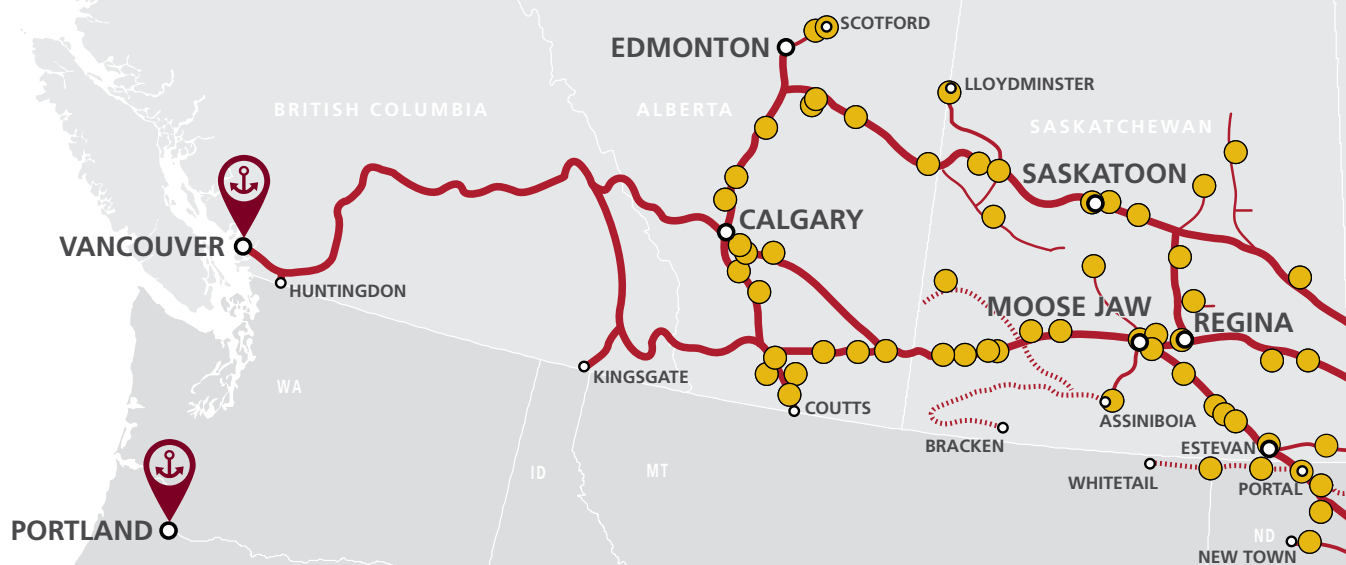 SCOTFORD
EDMONTON
LLOYDMINSTER
BRITISH COLUMBIA
ALBERTA
SASKATCHEWAN
SASKATOON
CALGARY
VANCOUVER
HUNTINGDON
MOOSE JAW
REGINA
KINGSGATE
WA
COUTTS
ASSINIBOIA
BRACKEN
ESTEVAN
ID
MT
WHITETAIL
PORTAL
PORTLAND
ND
NEW TOWN